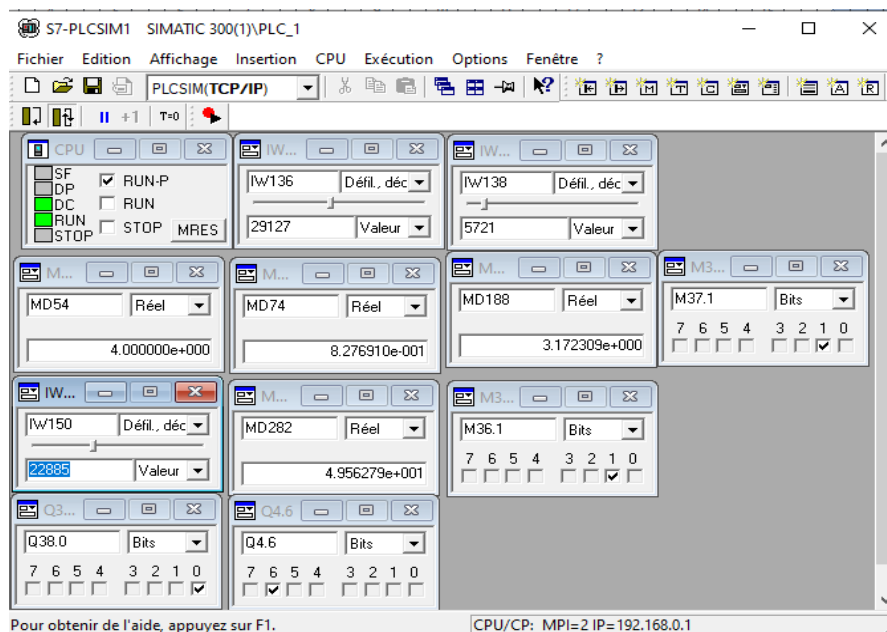 S7-PLCSIM1 SIMATIC 300(1)\PLC_1
Fichier Edition Affichage Insertion CPU Exécution Options Fenêtre ?
PLCSIM(TCP/IP)
+1 T=0
CPU
SF
DP
DC
RUN
STOP
RUN-P
RUN
STOP
MRES
IW...
IW136 Défil., déc
29127 Valeur
IW...
IW138 Défil., déc
5721 Valeur
M...
MD54 Réel
4.000000e+000
M...
MD74 Réel
8.276910e-001
M...
MD188 Réel
3.172309e+000
M3...
M37.1 Bits
7 6 5 4 3 2 1 0
IW...
IW150 Défil., déc
22885 Valeur
M...
MD282 Réel
4.956279e+001
M3...
M36.1 Bits
7 6 5 4 3 2 1 0
Q3...
Q38.0 Bits
7 6 5 4 3 2 1 0
Q4.6
Q4.6 Bits
7 6 5 4 3 2 1 0
Pour obtenir de l'aide, appuyez sur F1.
CPU/CP: MPI=2 IP=192.168.0.1